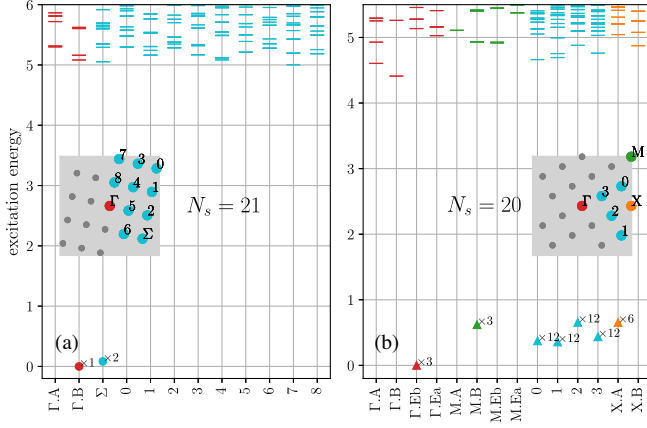 excitation energy
6
5
4
3
2
1
0
7
3
0
8
4
1
Γ
5
2
6
Σ
N_s = 21
(a)
×1
×2
Γ.A
Γ.B
Σ
0
1
2
3
4
5
6
7
8
5
4
3
2
1
0
M
0
Γ
3
X
2
1
N_s = 20
(b)
×3
×3
×12
×12
×12
×12
×6
Γ.A
Γ.B
Γ.Eb
Γ.Ea
M.A
M.B
M.Eb
M.Ea
0
1
2
3
X.A
X.B